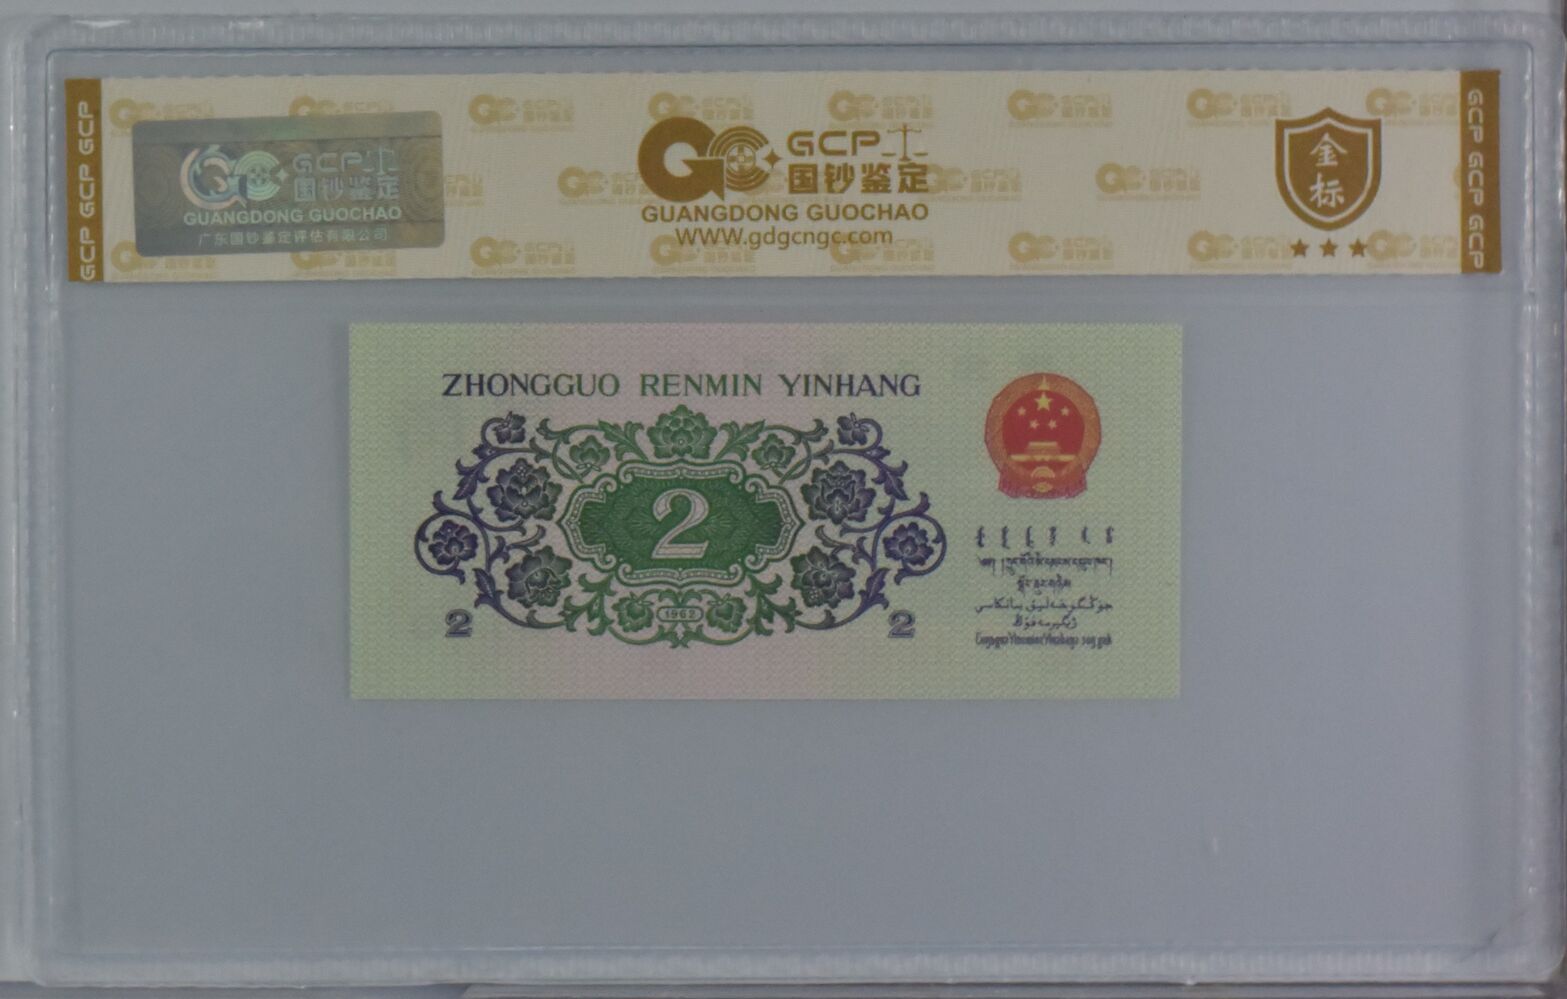 GCP GCP GCP
GCP 国钞鉴定
GUANGDONG GUOCHAO
广东国钞鉴定评估有限公司
GCP
国钞鉴定
GUANGDONG GUOCHAO
WWW.gdgcngc.com
金
标
GCP GCP GCP
ZHONGGUO RENMIN YINHANG
2
1962
2
2